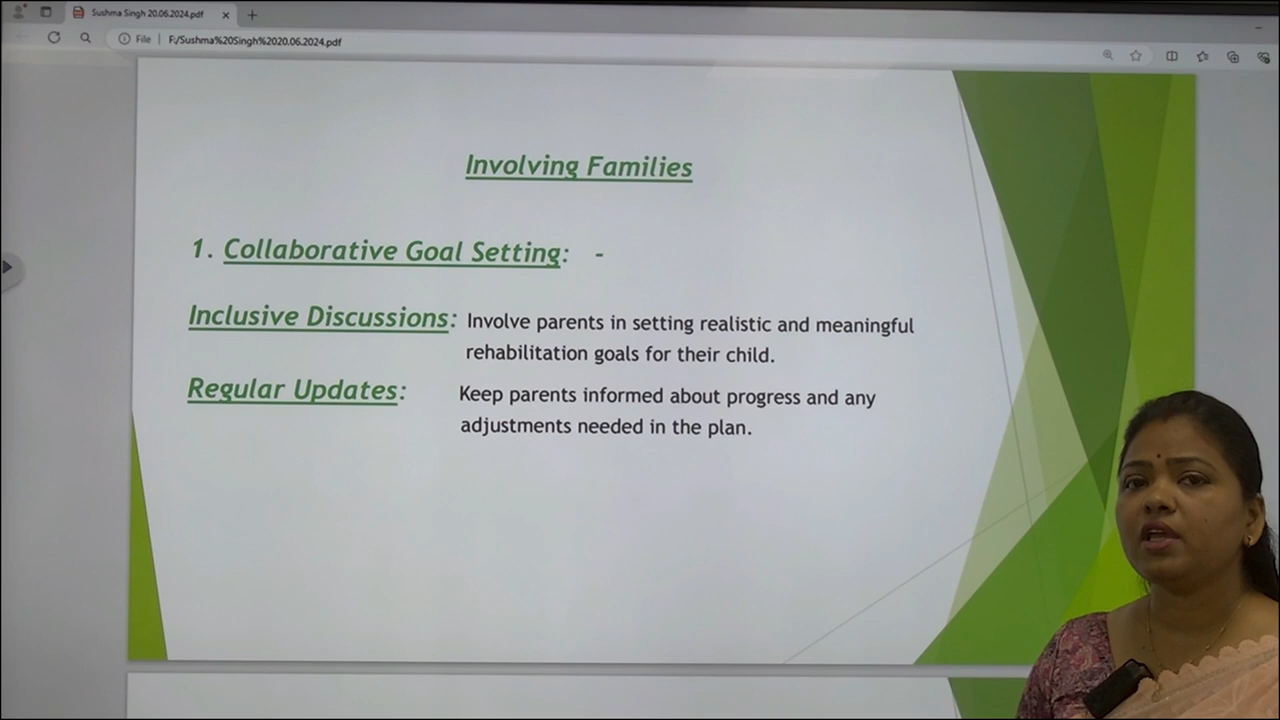 Sushma Singh 20.06.2024.pdf
File
F:/Sushma%20Singh%2020.06.2024.pdf
Involving Families
1. Collaborative Goal Setting: -
Inclusive Discussions: Involve parents in setting realistic and meaningful
rehabilitation goals for their child.
Regular Updates: Keep parents informed about progress and any
adjustments needed in the plan.